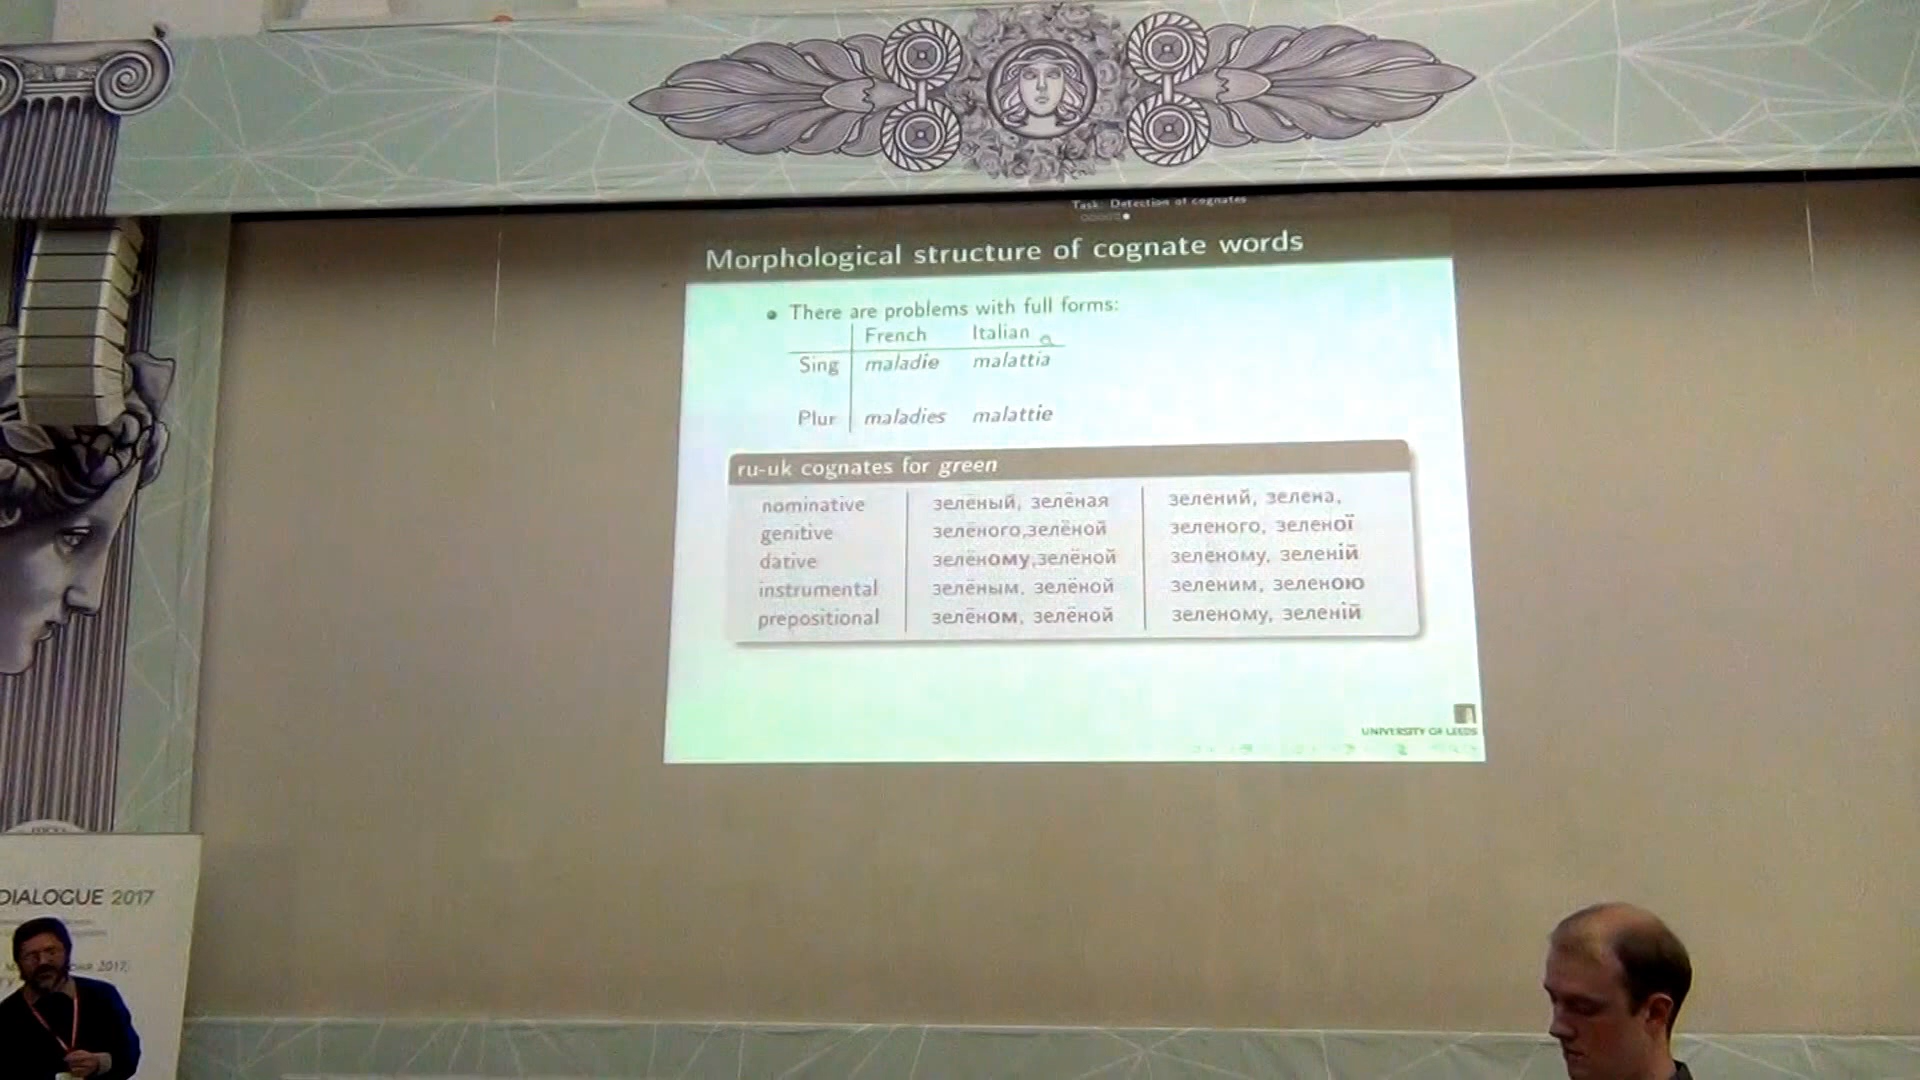 Task: Detection of cognates
Morphological structure of cognate words
There are problems with full forms:
French Italian
Sing maladie malattia
Plur maladies malattie
ru-uk cognates for green
nominative зелёный, зелёная зелений, зелена,
genitive зелёного,зелёной зеленого, зеленої
dative зелёному,зелёной зеленому, зеленій
instrumental зелёным, зелёной зеленим, зеленою
prepositional зелёном, зелёной зеленому, зеленій
UNIVERSITY OF LEEDS
DIALOGUE 2017
2017